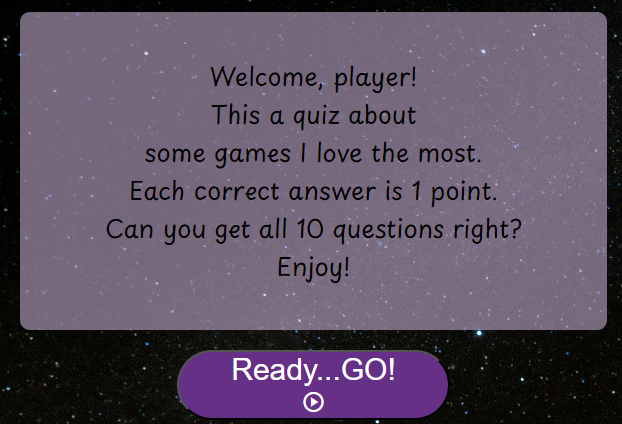 Welcome, player!
This a quiz about
some games I love the most.
Each correct answer is 1 point.
Can you get all 10 questions right?
Enjoy!
Ready...GO!